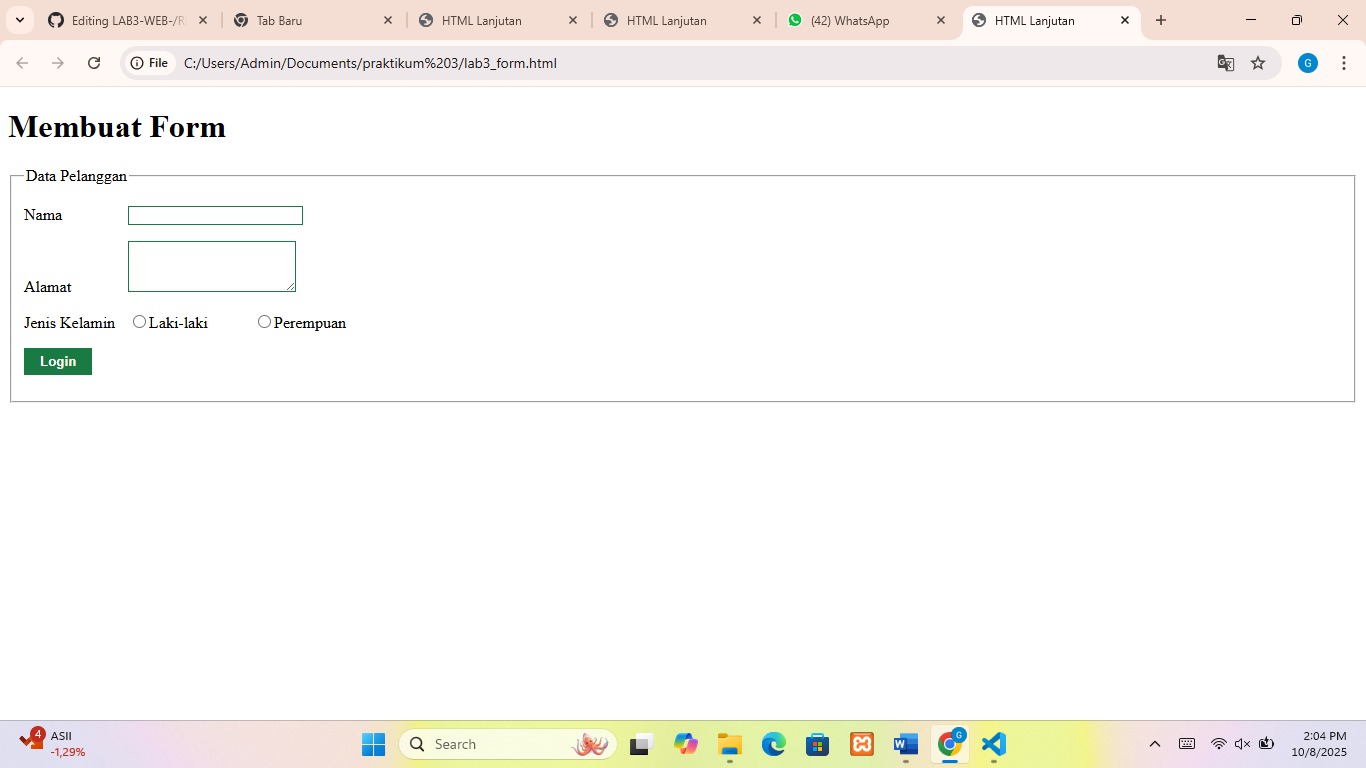 Editing LAB3-WEB-/R
Tab Baru
HTML Lanjutan
HTML Lanjutan
(42) WhatsApp
HTML Lanjutan
File
C:/Users/Admin/Documents/praktikum%203/lab3_form.html
G
Membuat Form
Data Pelanggan
Nama
Alamat
Jenis Kelamin
Laki-laki
Perempuan
Login
4
ASII
-1,29%
Search
G
2:04 PM
10/8/2025